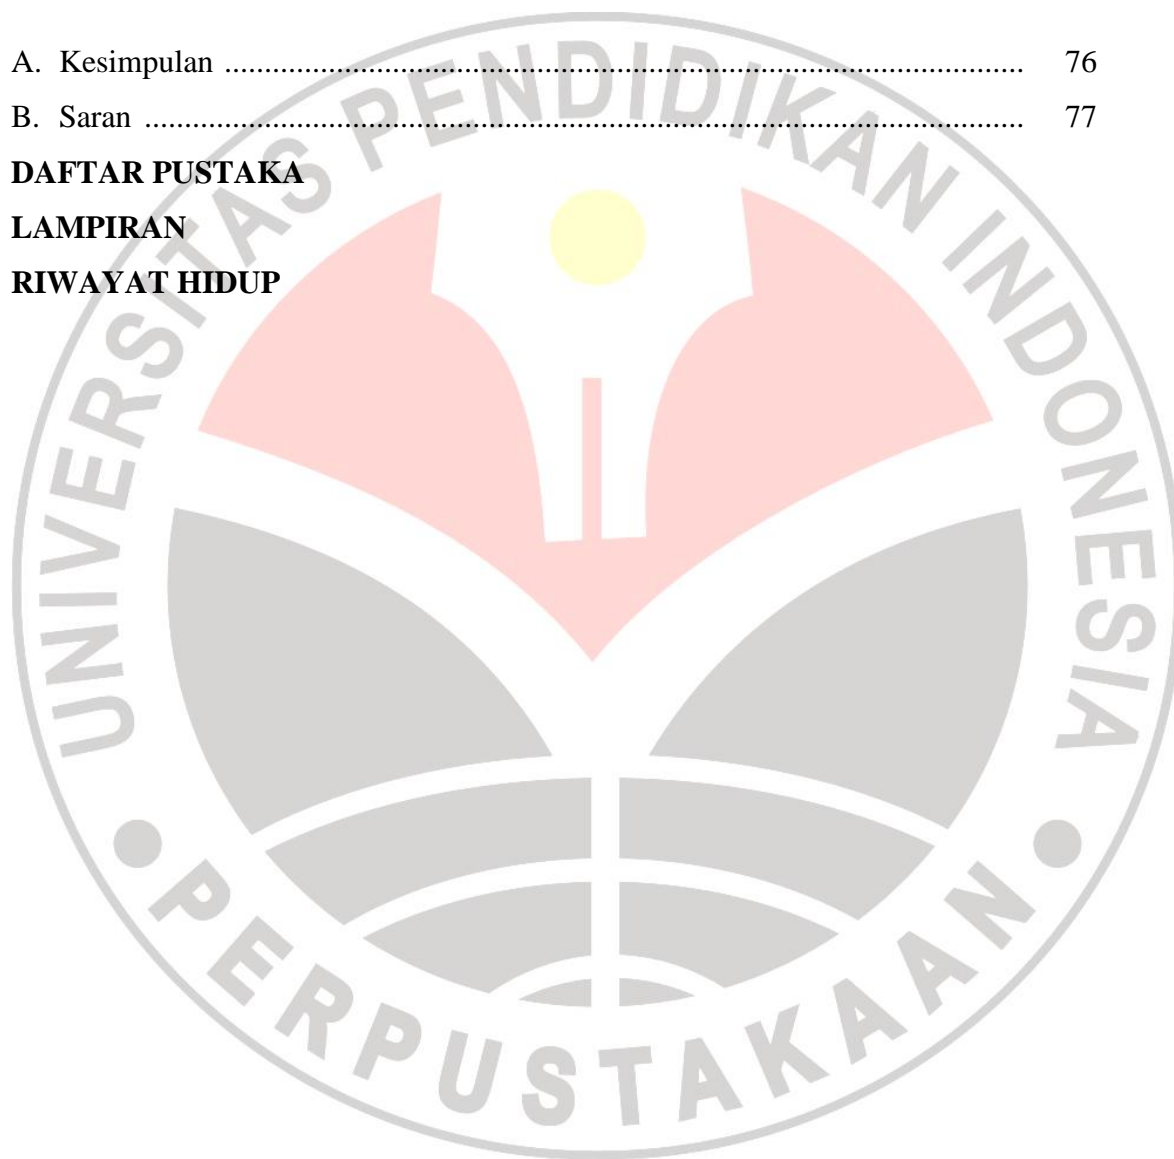 A. Kesimpulan .................................................................................................... 76
B. Saran .............................................................................................................. 77
DAFTAR PUSTAKA
LAMPIRAN
RIWAYAT HIDUP
UNIVERSITAS PENDIDIKAN INDONESIA
PERPUSTAKAAN